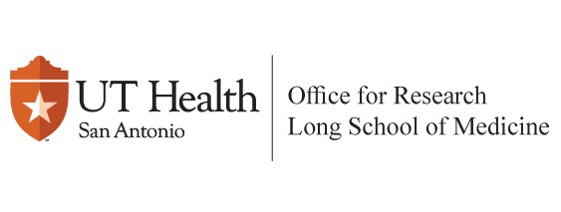 UT Health
San Antonio
Office for Research
Long School of Medicine